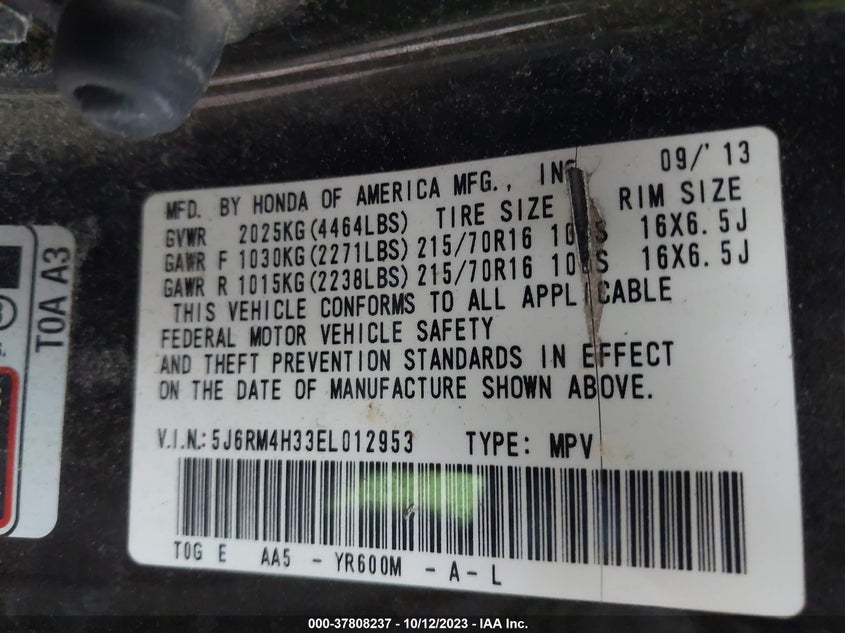 MFD. BY HONDA OF AMERICA MFG., INC 09/'13
GVWR 2025KG(4464LBS) TIRE SIZE RIM SIZE
GAWR F 1030KG(2271LBS) 215/70R16 16X6.5J
GAWR R 1015KG(2238LBS) 215/70R16 16X6.5J
THIS VEHICLE CONFORMS TO ALL APPLICABLE
FEDERAL MOTOR VEHICLE SAFETY
AND THEFT PREVENTION STANDARDS IN EFFECT
ON THE DATE OF MANUFACTURE SHOWN ABOVE.
V.I.N.: 5J6RM4H33EL012953 TYPE: MPV
TOG E AA5 - YR600M - A - L
TOA A3
000-37808237 - 10/12/2023 - IAA Inc.